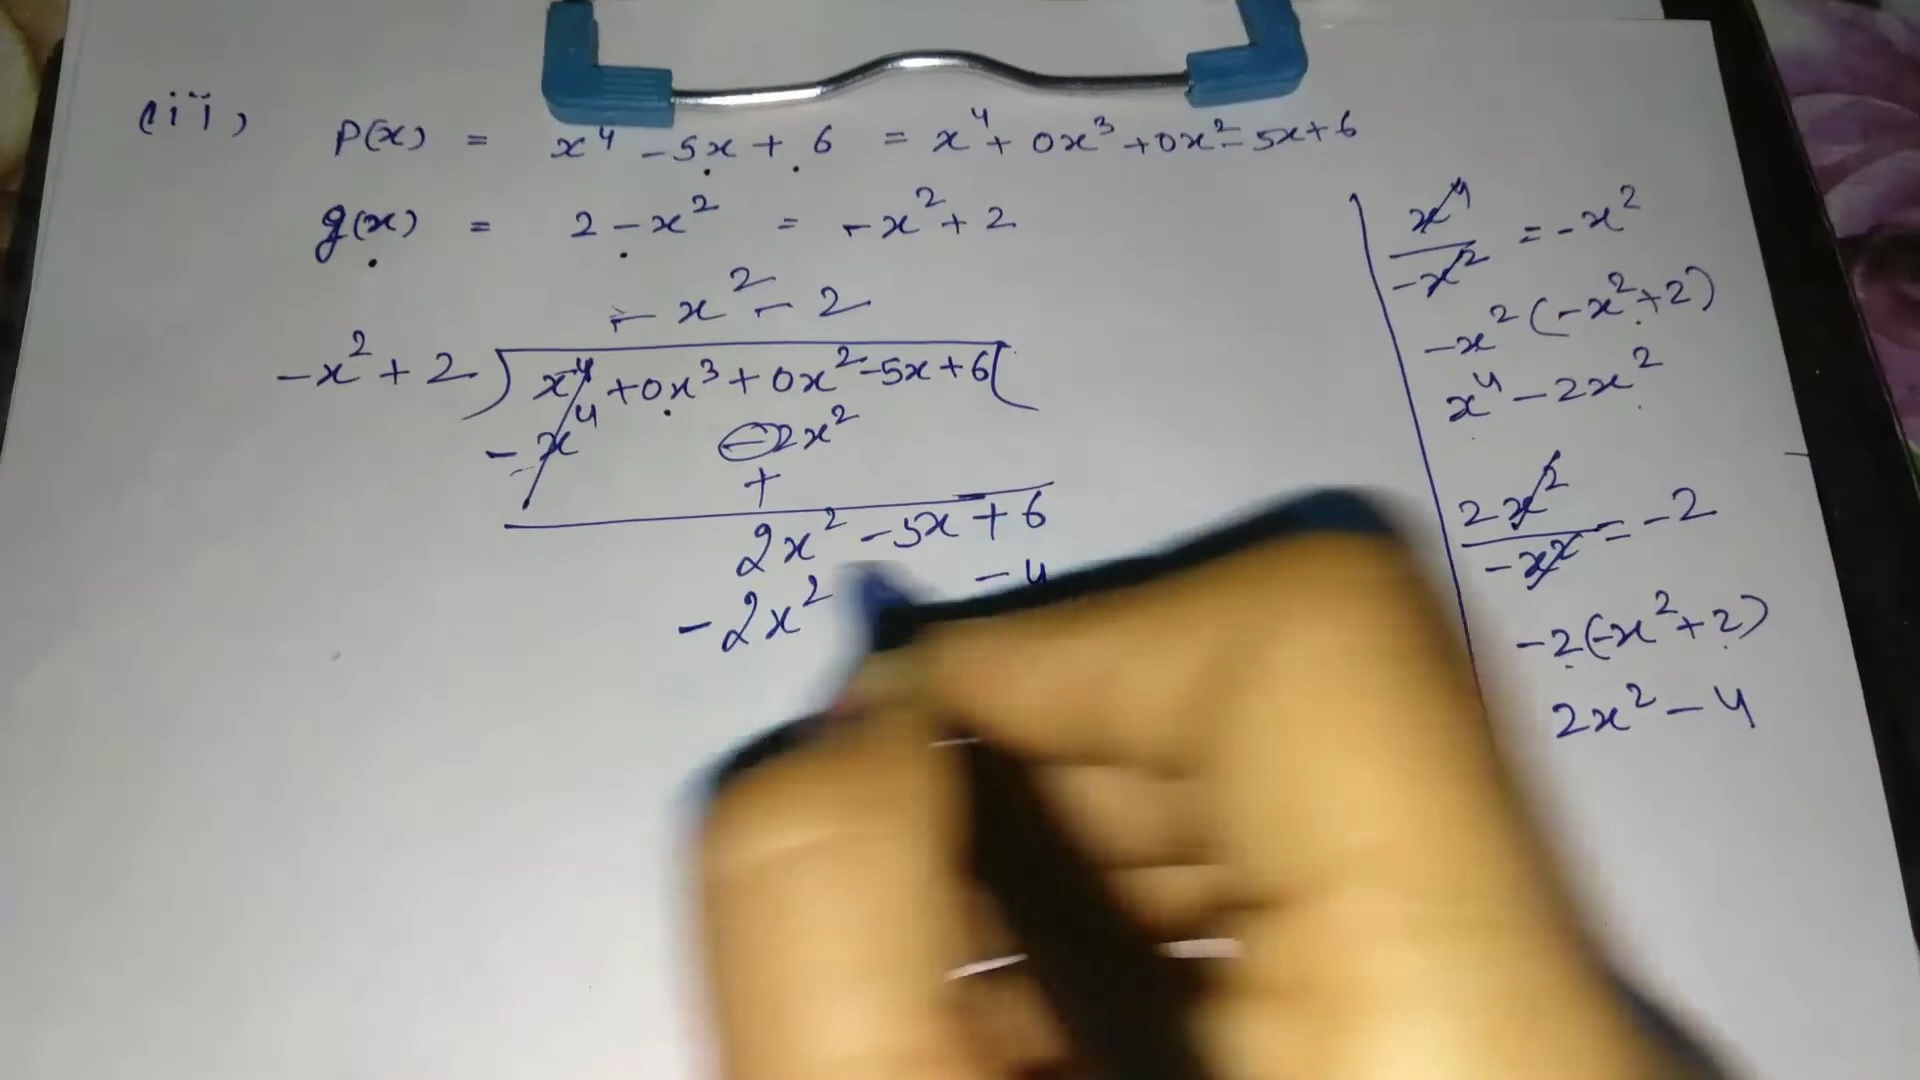 (iii) p(x) = x⁴ - 5x + 6 = x⁴ + 0x³ + 0x² - 5x + 6
g(x) = 2 - x² = -x² + 2
-x² - 2
-x² + 2 ) x⁴ + 0x³ + 0x² - 5x + 6 (
- x⁴ - 2x²
+
2x² - 5x + 6
- 2x² - 4
x⁴ / -x² = -x²
-x² (-x² + 2)
x⁴ - 2x²
2x² / -x² = -2
-2(-x² + 2)
2x² - 4